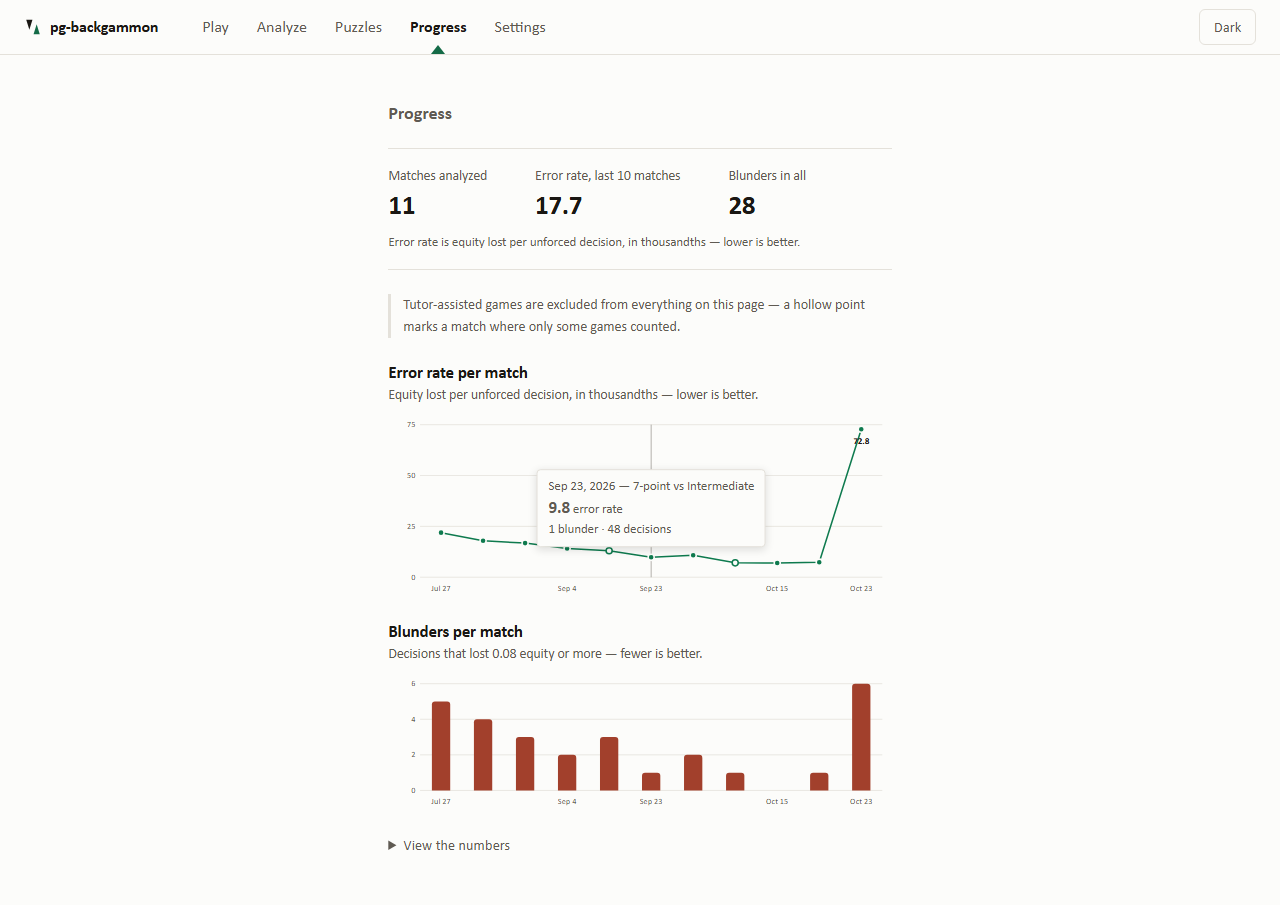 pg-backgammon Play Analyze Puzzles Progress Settings Dark
Progress
Matches analyzed Error rate, last 10 matches Blunders in all
11 17.7 28
Error rate is equity lost per unforced decision, in thousandths — lower is better.
Tutor-assisted games are excluded from everything on this page — a hollow point
marks a match where only some games counted.
Error rate per match
Equity lost per unforced decision, in thousandths — lower is better.
75
72.8
50
Sep 23, 2026 — 7-point vs Intermediate
9.8 error rate
25
1 blunder · 48 decisions
0
Jul 27 Sep 4 Sep 23 Oct 15 Oct 23
Blunders per match
Decisions that lost 0.08 equity or more — fewer is better.
6
4
2
0
Jul 27 Sep 4 Sep 23 Oct 15 Oct 23
View the numbers